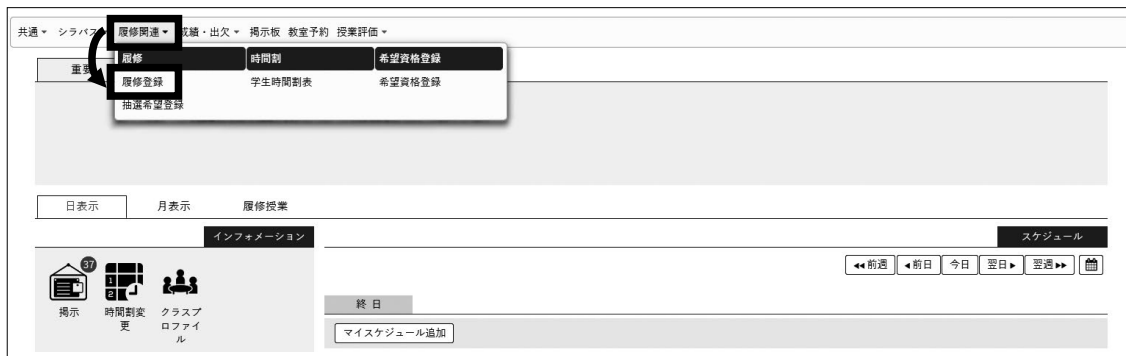 共通▼ シラバス 履修関連▼ 成績・出欠▼ 掲示板 教室予約 授業評価▼
履修 時間割 希望資格登録
重要
履修登録 学生時間割表 希望資格登録
抽選希望登録
日表示 月表示 履修授業
インフォメーション スケジュール
◀◀前週 ◀前日 今日 翌日▶ 翌週▶▶
37
1
2
掲示 時間割変更 クラスプロファイル
終日
マイスケジュール追加